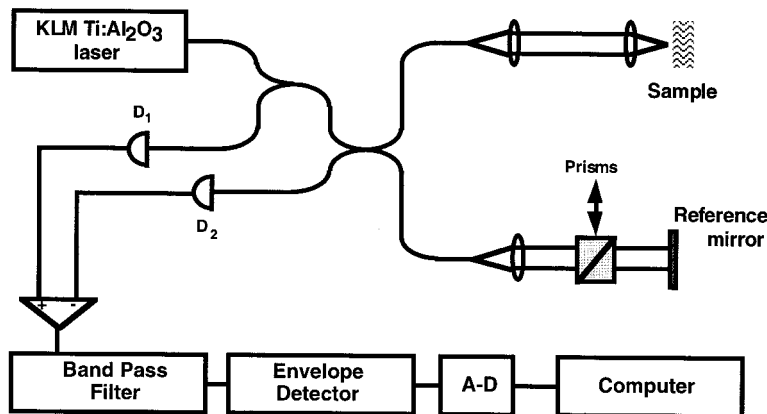 KLM Ti:Al2O3
laser
D1
D2
Sample
Prisms
Reference
mirror
+ -
Band Pass
Filter
Envelope
Detector
A-D
Computer